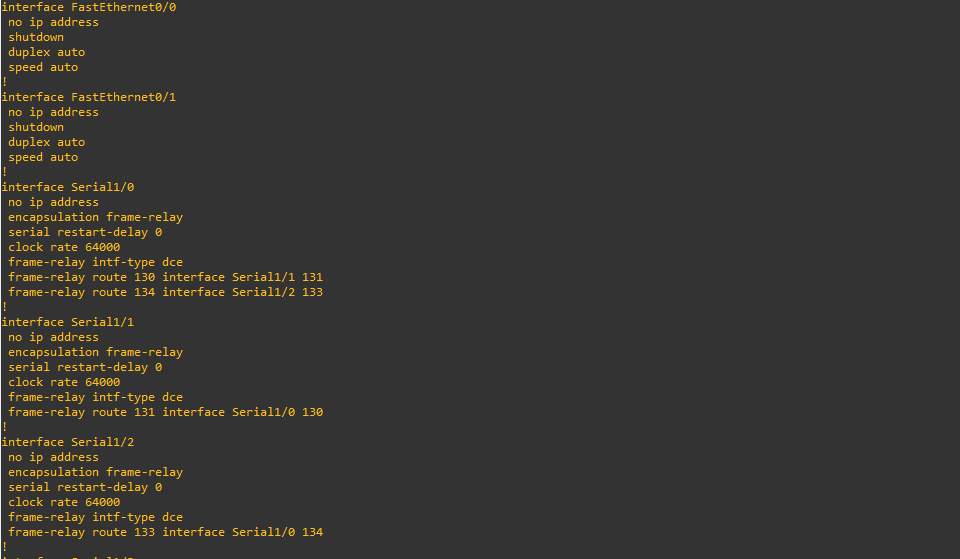 interface FastEthernet0/0
 no ip address
 shutdown
 duplex auto
 speed auto
!
interface FastEthernet0/1
 no ip address
 shutdown
 duplex auto
 speed auto
!
interface Serial1/0
 no ip address
 encapsulation frame-relay
 serial restart-delay 0
 clock rate 64000
 frame-relay intf-type dce
 frame-relay route 130 interface Serial1/1 131
 frame-relay route 134 interface Serial1/2 133
!
interface Serial1/1
 no ip address
 encapsulation frame-relay
 serial restart-delay 0
 clock rate 64000
 frame-relay intf-type dce
 frame-relay route 131 interface Serial1/0 130
!
interface Serial1/2
 no ip address
 encapsulation frame-relay
 serial restart-delay 0
 clock rate 64000
 frame-relay intf-type dce
 frame-relay route 133 interface Serial1/0 134
!